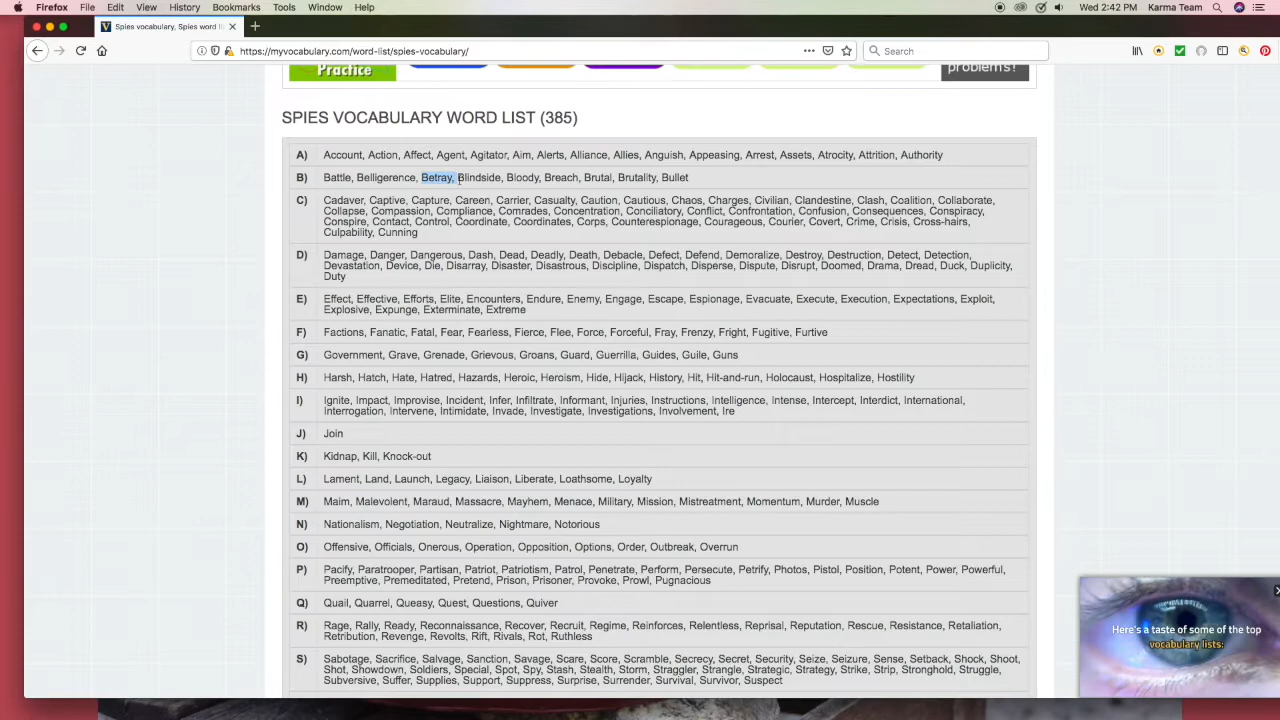 Firefox File Edit View History Bookmarks Tools Window Help Wed 2:42 PM Karma Team
Spies vocabulary, Spies word li
https://myvocabulary.com/word-list/spies-vocabulary/ Search
Practice problems!
SPIES VOCABULARY WORD LIST (385)
A) Account, Action, Affect, Agent, Agitator, Aim, Alerts, Alliance, Allies, Anguish, Appeasing, Arrest, Assets, Atrocity, Attrition, Authority
B) Battle, Belligerence, Betray, Blindside, Bloody, Breach, Brutal, Brutality, Bullet
C) Cadaver, Captive, Capture, Careen, Carrier, Casualty, Caution, Cautious, Chaos, Charges, Civilian, Clandestine, Clash, Coalition, Collaborate,
Collapse, Compassion, Compliance, Comrades, Concentration, Conciliatory, Conflict, Confrontation, Confusion, Consequences, Conspiracy,
Conspire, Contact, Control, Coordinate, Coordinates, Corps, Counterespionage, Courageous, Courier, Covert, Crime, Crisis, Cross-hairs,
Culpability, Cunning
D) Damage, Danger, Dangerous, Dash, Dead, Deadly, Death, Debacle, Defect, Defend, Demoralize, Destroy, Destruction, Detect, Detection,
Devastation, Device, Die, Disarray, Disaster, Disastrous, Discipline, Dispatch, Disperse, Dispute, Disrupt, Doomed, Drama, Dread, Duck, Duplicity,
Duty
E) Effect, Effective, Efforts, Elite, Encounters, Endure, Enemy, Engage, Escape, Espionage, Evacuate, Execute, Execution, Expectations, Exploit,
Explosive, Expunge, Exterminate, Extreme
F) Factions, Fanatic, Fatal, Fear, Fearless, Fierce, Flee, Force, Forceful, Fray, Frenzy, Fright, Fugitive, Furtive
G) Government, Grave, Grenade, Grievous, Groans, Guard, Guerrilla, Guides, Guile, Guns
H) Harsh, Hatch, Hate, Hatred, Hazards, Heroic, Heroism, Hide, Hijack, History, Hit, Hit-and-run, Holocaust, Hospitalize, Hostility
I) Ignite, Impact, Improvise, Incident, Infer, Infiltrate, Informant, Injuries, Instructions, Intelligence, Intense, Intercept, Interdict, International,
Interrogation, Intervene, Intimidate, Invade, Investigate, Investigations, Involvement, Ire
J) Join
K) Kidnap, Kill, Knock-out
L) Lament, Land, Launch, Legacy, Liaison, Liberate, Loathsome, Loyalty
M) Maim, Malevolent, Maraud, Massacre, Mayhem, Menace, Military, Mission, Mistreatment, Momentum, Murder, Muscle
N) Nationalism, Negotiation, Neutralize, Nightmare, Notorious
O) Offensive, Officials, Onerous, Operation, Opposition, Options, Order, Outbreak, Overrun
P) Pacify, Paratrooper, Partisan, Patriot, Patriotism, Patrol, Penetrate, Perform, Persecute, Petrify, Photos, Pistol, Position, Potent, Power, Powerful,
Preemptive, Premeditated, Pretend, Prison, Prisoner, Provoke, Prowl, Pugnacious
Q) Quail, Quarrel, Queasy, Quest, Questions, Quiver
R) Rage, Rally, Ready, Reconnaissance, Recover, Recruit, Regime, Reinforces, Relentless, Reprisal, Reputation, Rescue, Resistance, Retaliation,
Retribution, Revenge, Revolts, Rift, Rivals, Rot, Ruthless
S) Sabotage, Sacrifice, Salvage, Sanction, Savage, Scare, Score, Scramble, Secrecy, Secret, Security, Seize, Seizure, Sense, Setback, Shock, Shoot,
Shot, Showdown, Soldiers, Special, Spot, Spy, Stash, Stealth, Storm, Straggler, Strangle, Strategic, Strategy, Strike, Strip, Stronghold, Struggle,
Subversive, Suffer, Supplies, Support, Suppress, Surprise, Surrender, Survival, Survivor, Suspect
Here's a taste of some of the top
vocabulary lists: